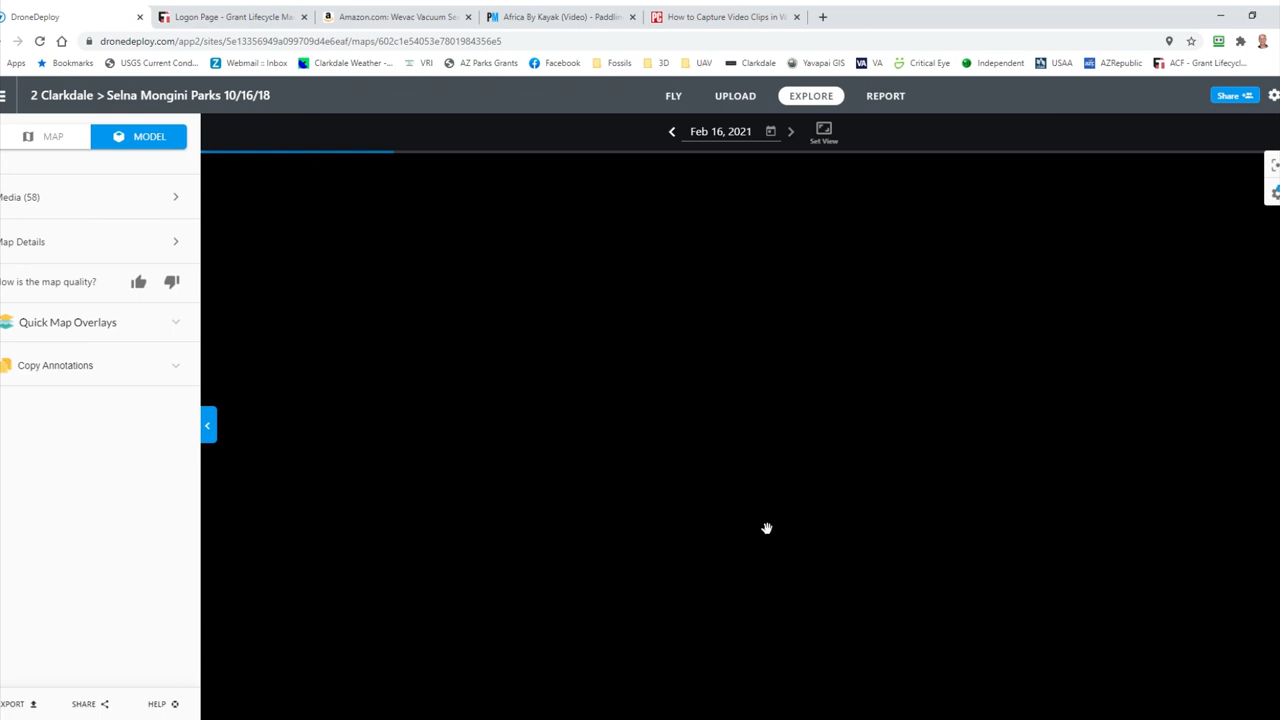 DroneDeploy
Logon Page - Grant Lifecycle Ma
Amazon.com: Wevac Vacuum Se
Africa By Kayak (Video) - Paddlin
How to Capture Video Clips in W
dronedeploy.com/app2/sites/5e13356949a099709d4e6eaf/maps/602c1e54053e7801984356e5
Apps
Bookmarks
USGS Current Cond...
Webmail :: Inbox
Clarkdale Weather -...
VRI
AZ Parks Grants
Facebook
Fossils
3D
UAV
Clarkdale
Yavapai GIS
VA
Critical Eye
Independent
USAA
AZRepublic
ACF - Grant Lifecycl...
2 Clarkdale > Selna Mongini Parks 10/16/18
FLY
UPLOAD
EXPLORE
REPORT
Share
MAP
MODEL
Feb 16, 2021
Set View
Media (58)
Map Details
How is the map quality?
Quick Map Overlays
Copy Annotations
XPORT
SHARE
HELP